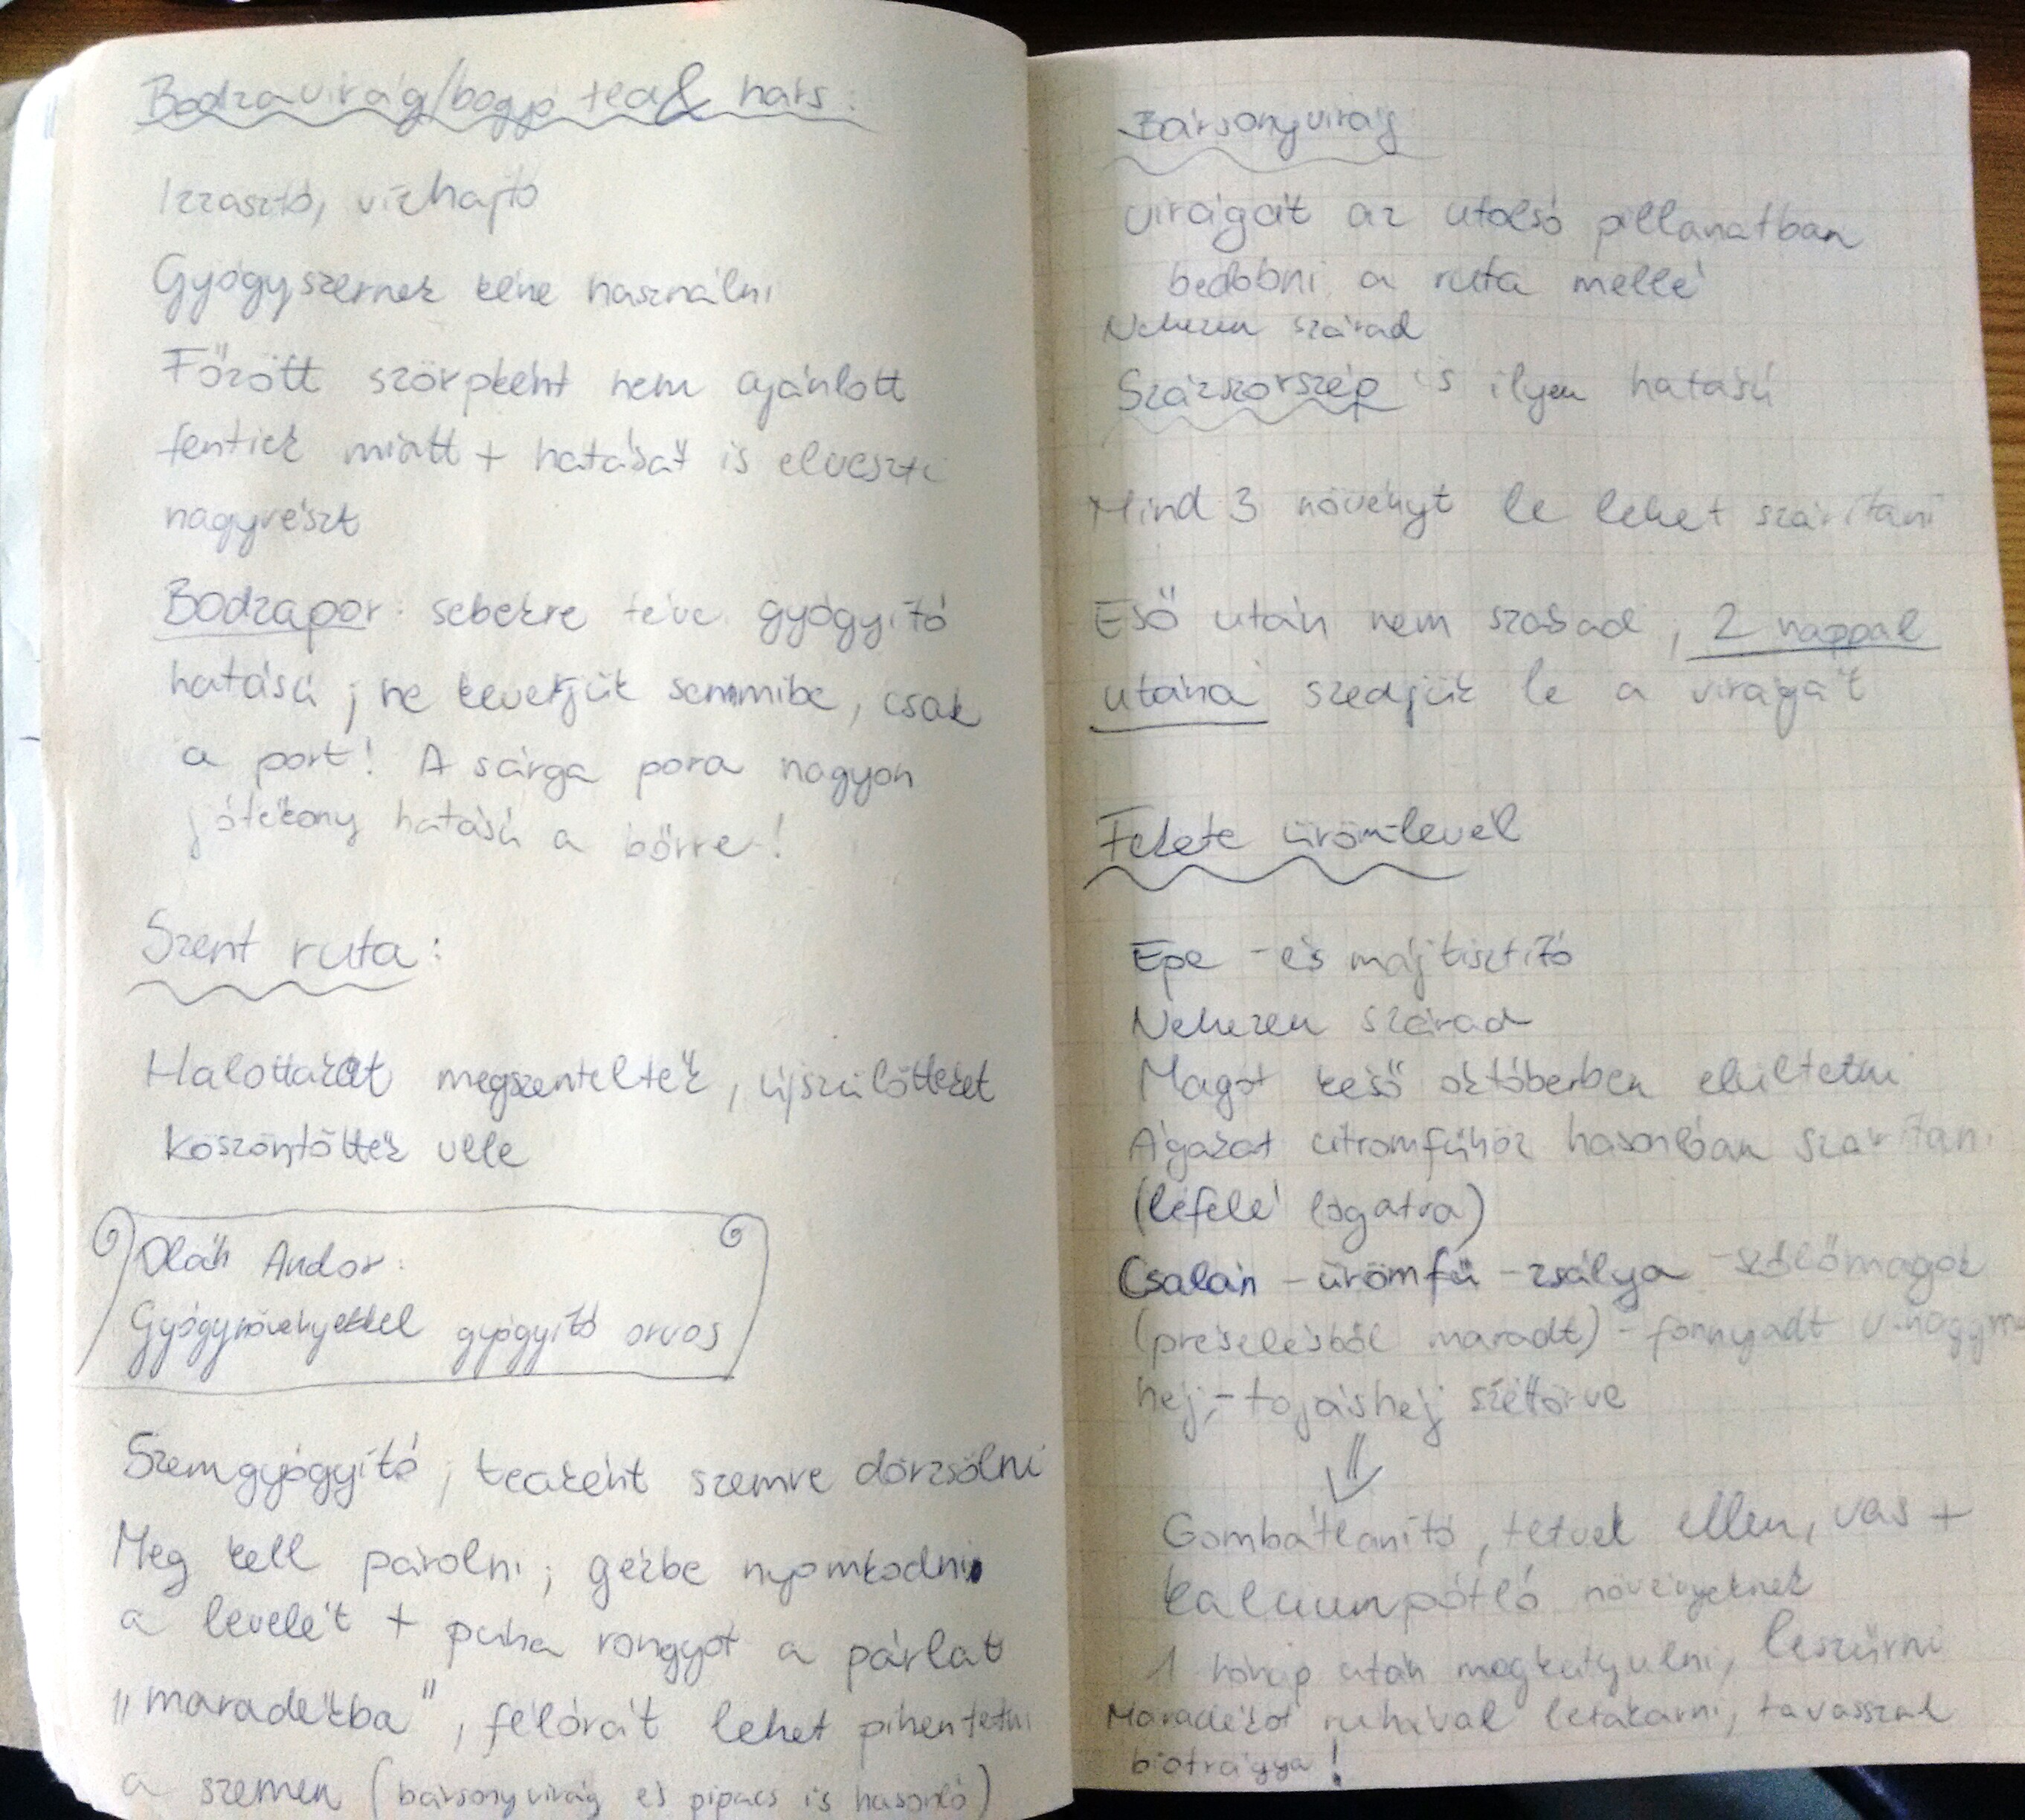 Bodzavirág/bogyó tea & hárs:
Izzasztó, vízhajtó
Gyógyszernek kéne használni
Főzött szörpként nem ajánlott
fentiek miatt + hatását is elveszti
nagyrészt
Bodzapor: sebekre téve gyógyító
hatású; ne keverjük semmibe, csak
a port! A sárga pora nagyon
jótékony hatású a bőrre!
Szent ruta:
Halottakat megszentelték, újszülötteket
köszöntötték vele
Oláh Andor:
Gyógynövényekkel gyógyító orvos
Szemgyógyító; teaként szemre dörzsölni
Meg kell párolni; gézbe nyomkodni
a levelét + puha rongyot a párlat
"maradékba", félórát lehet pihentetni
a szemen (bársonyvirág és pipacs is hasonló)
Bársonyvirág
virágát az utolsó pillanatban
bedobni a ruta mellé
Nehezen szárad
Százszorszép is ilyen hatású
Mind 3 növényt le lehet szárítani
Eső után nem szabad, 2 nappal
utána szedjük le a virágát
Fekete ürömlevél
Epe - és májtisztító
Nehezen szárad
Magot késő októberben elültetni
Ágakat citromfűhöz hasonlóan szárítani
(lefelé lógatva)
Csalán - ürömfű - zsálya - szőlőmagok
(préselésből maradt) - fonnyadt
héj, - tojáshéj széttörve
Gombátlanító, tetvek ellen, vas +
kalciumpótló növényeknek
1 hónap után leszűrni
Maradékot ruhával letakarni, tavasszal
biotrágya!